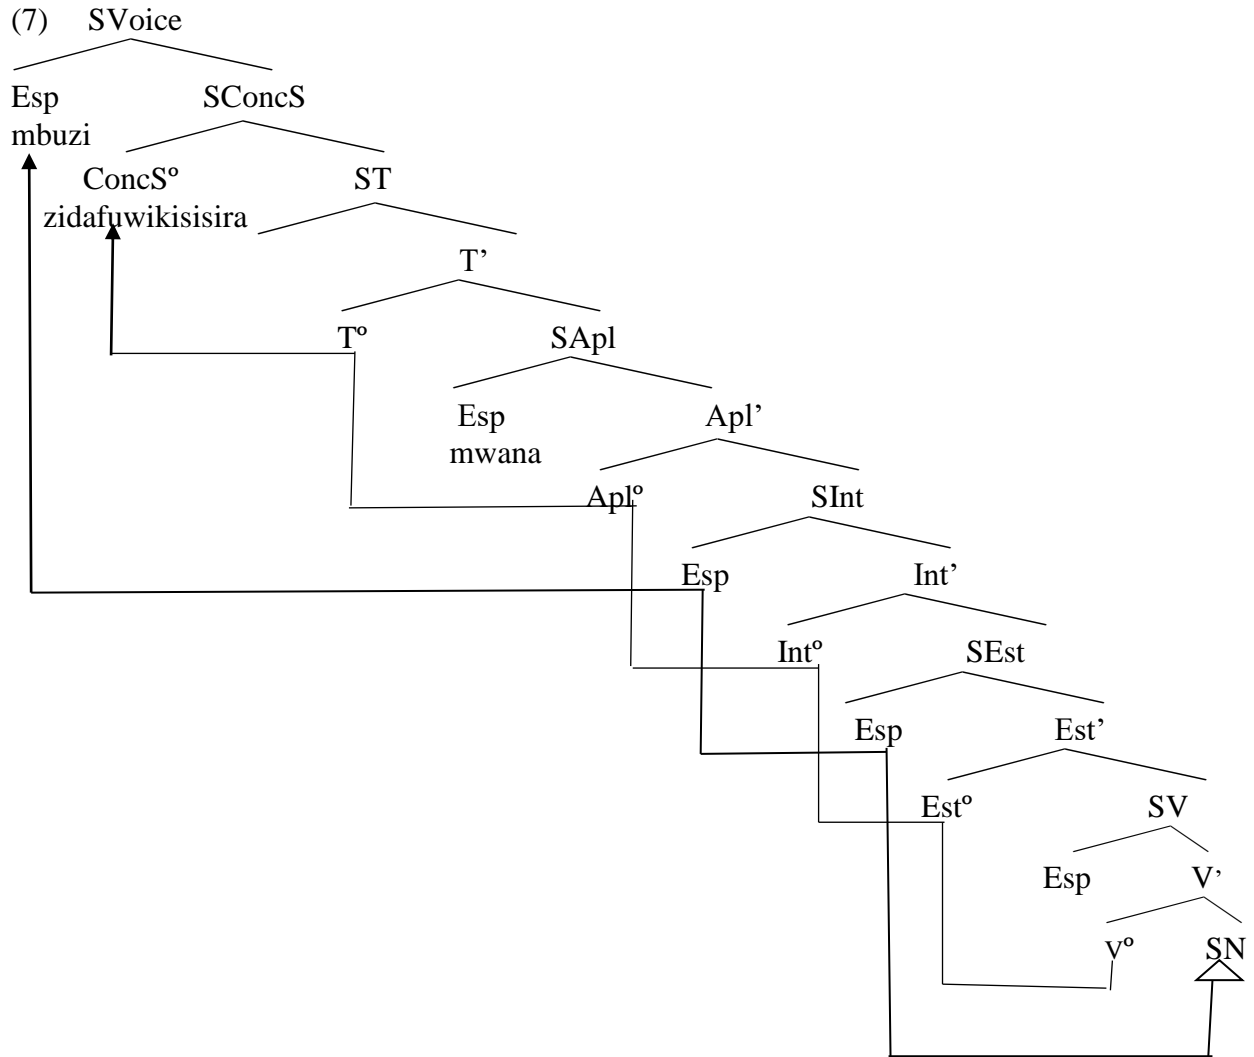 (7) SVoice
Esp SConcS
mbuzi
ConcSº ST
zidafuwikisisira
T’
Tº SApl
Esp Apl’
mwana
Aplº SInt
Esp Int’
Intº SEst
Esp Est’
Estº SV
Esp V’
Vº SN